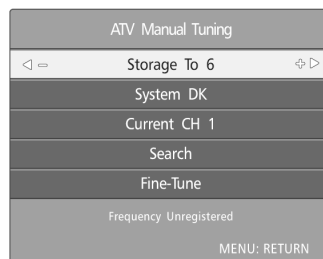 ATV Manual Tuning
Storage To 6
System DK
Current CH 1
Search
Fine-Tune
Frequency Unregistered
MENU: RETURN